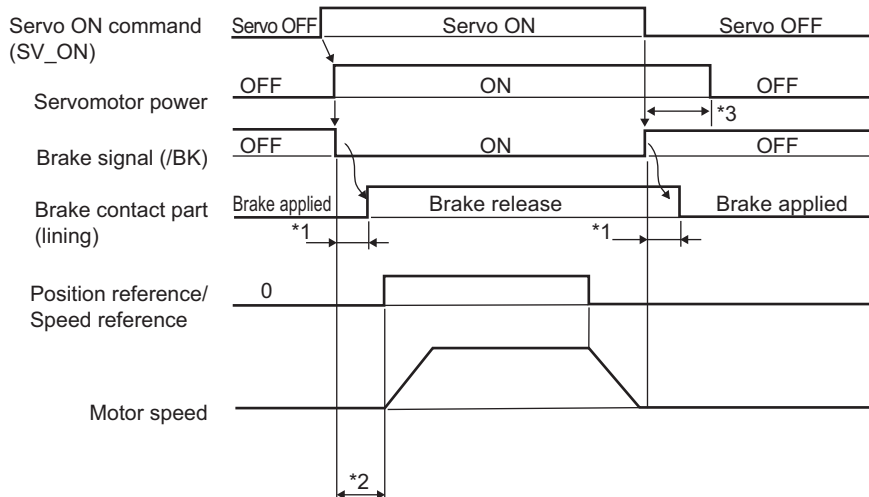 Servo ON command
(SV_ON)
Servo OFF
Servo ON
Servo OFF
Servomotor power
OFF
ON
OFF
*3
Brake signal (/BK)
OFF
ON
OFF
Brake contact part
(lining)
Brake applied
Brake release
Brake applied
*1
*1
Position reference/
Speed reference
0
Motor speed
*2